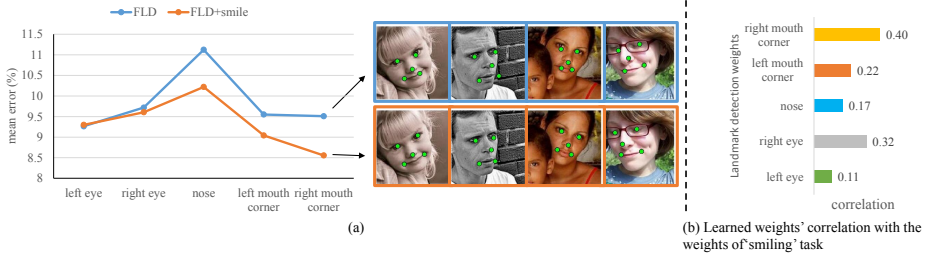 FLD FLD+smile
11.5
11
10.5
10
9.5
9
8.5
8
mean error (%)
left eye right eye nose left mouth corner right mouth corner
(a)
Landmark detection weights
right mouth corner 0.40
left mouth corner 0.22
nose 0.17
right eye 0.32
left eye 0.11
correlation
(b) Learned weights' correlation with the
weights of 'smiling' task